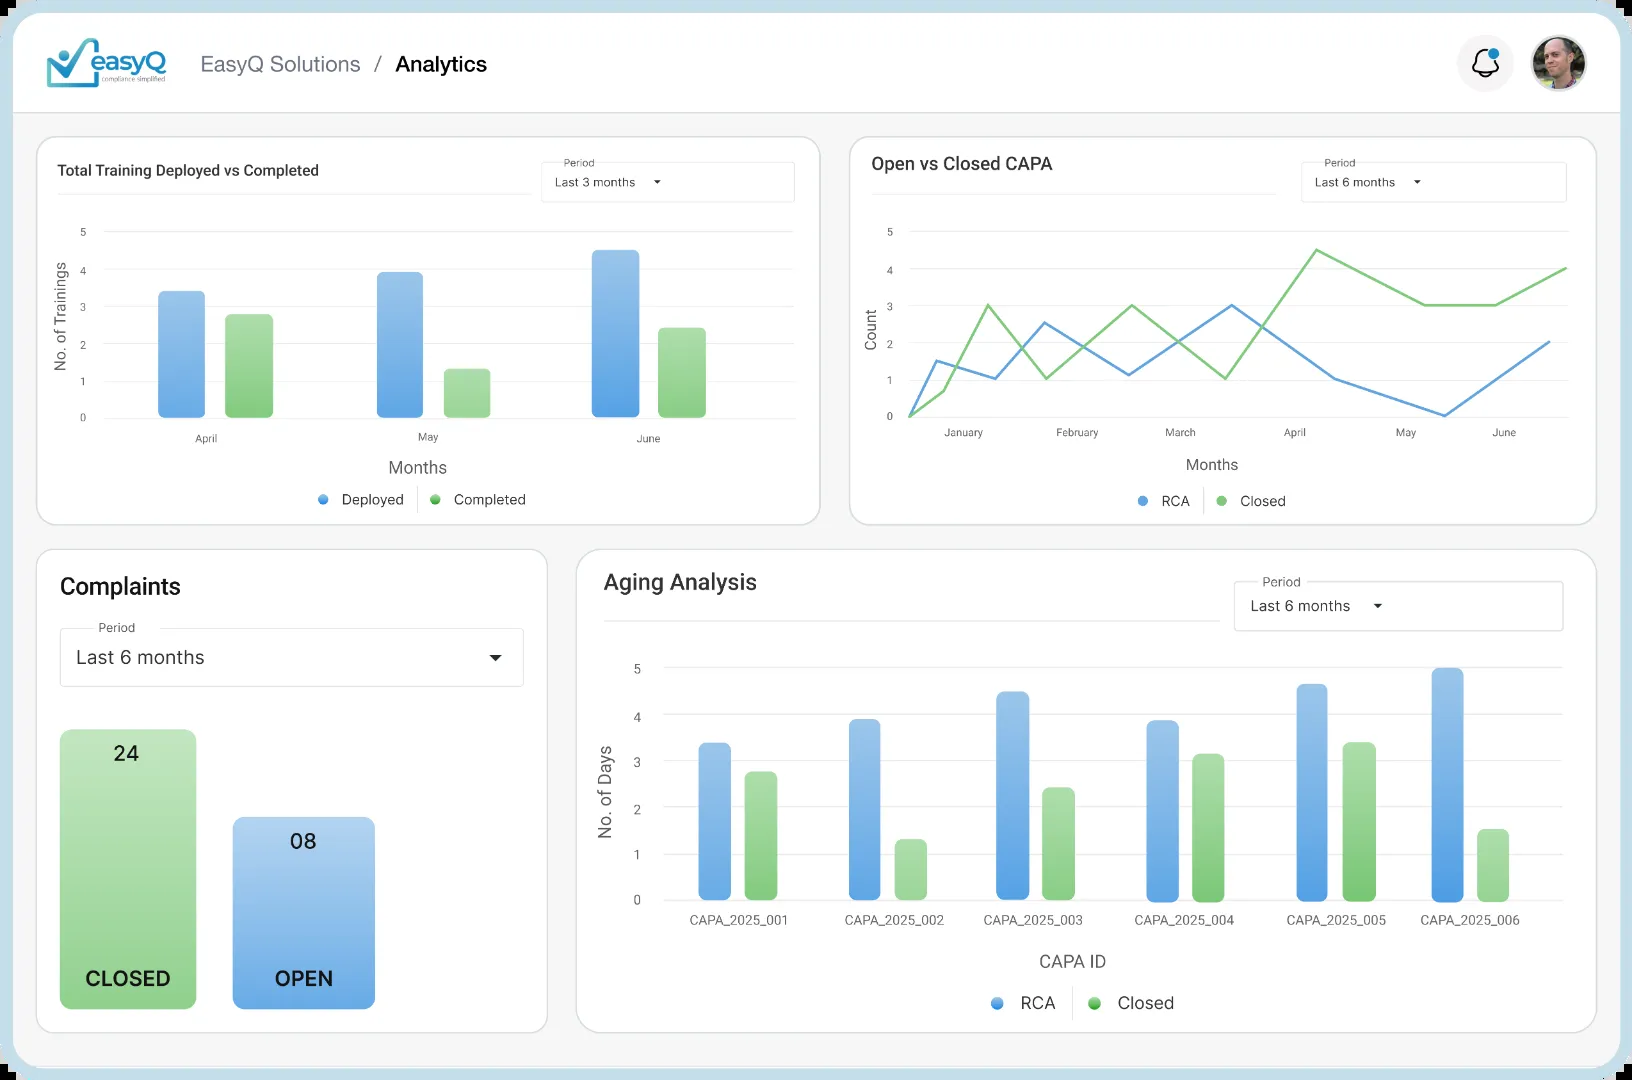 easyQ
compliance simplified
EasyQ Solutions / Analytics
Total Training Deployed vs Completed
Period
Last 3 months
5
4
3
2
1
0
No. of Trainings
April
May
June
Months
Deployed
Completed
Open vs Closed CAPA
Period
Last 6 months
5
4
3
2
1
0
Count
January
February
March
April
May
June
Months
RCA
Closed
Complaints
Period
Last 6 months
24
CLOSED
08
OPEN
Aging Analysis
Period
Last 6 months
5
4
3
2
1
0
No. of Days
CAPA_2025_001
CAPA_2025_002
CAPA_2025_003
CAPA_2025_004
CAPA_2025_005
CAPA_2025_006
CAPA ID
RCA
Closed